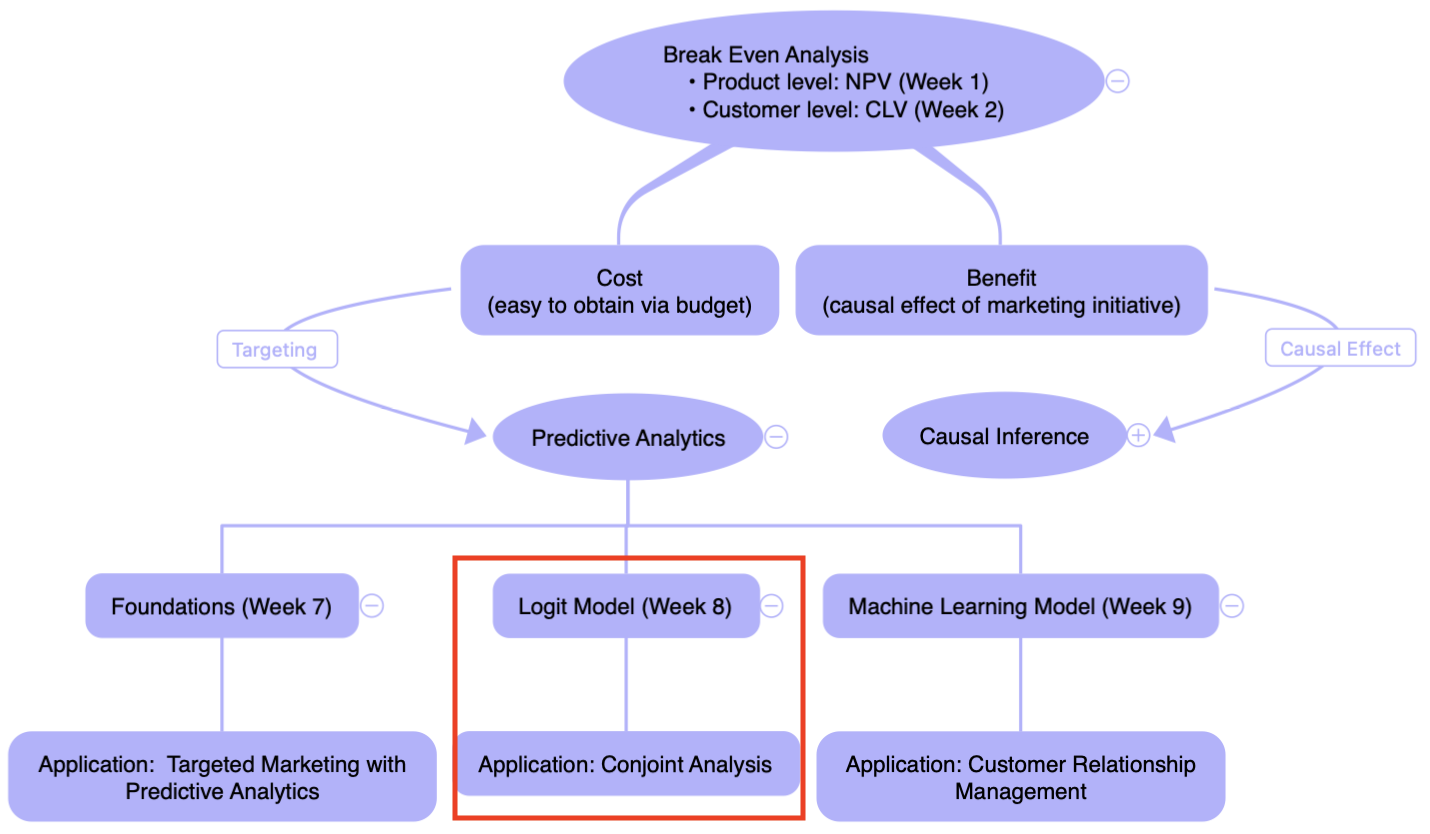 Break Even Analysis
• Product level: NPV (Week 1)
• Customer level: CLV (Week 2)
Cost
(easy to obtain via budget)
Benefit
(causal effect of marketing initiative)
Targeting
Causal Effect
Predictive Analytics
Causal Inference
Foundations (Week 7)
Logit Model (Week 8)
Machine Learning Model (Week 9)
Application: Targeted Marketing with
Predictive Analytics
Application: Conjoint Analysis
Application: Customer Relationship
Management